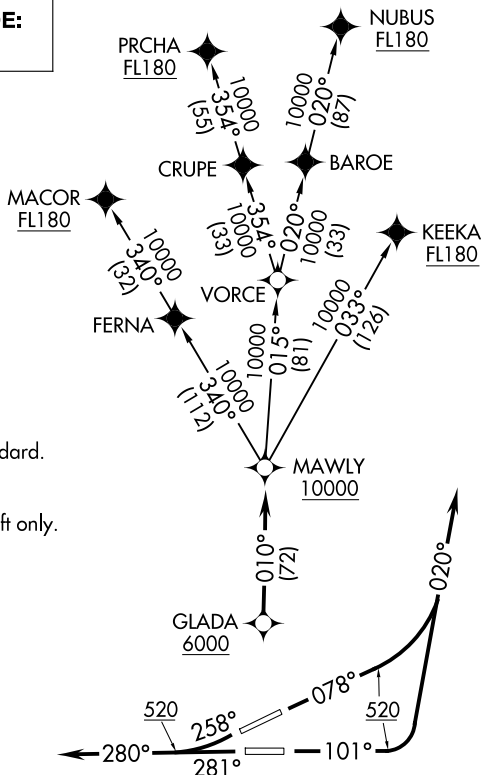 E:
NUBUS
FL180
PRCHA
FL180
10000
354°
(55)
10000
020°
(87)
CRUPE
BAROE
MACOR
FL180
KEEKA
FL180
354°
10000
(33)
020°
10000
(33)
10000
340°
(32)
VORCE
10000
033°
(126)
FERNA
10000
015°
(81)
10000
340°
(112)
dard.
MAWLY
10000
ft only.
010°
(72)
020°
GLADA
6000
078°
520
258°
520
280°
281°
101°